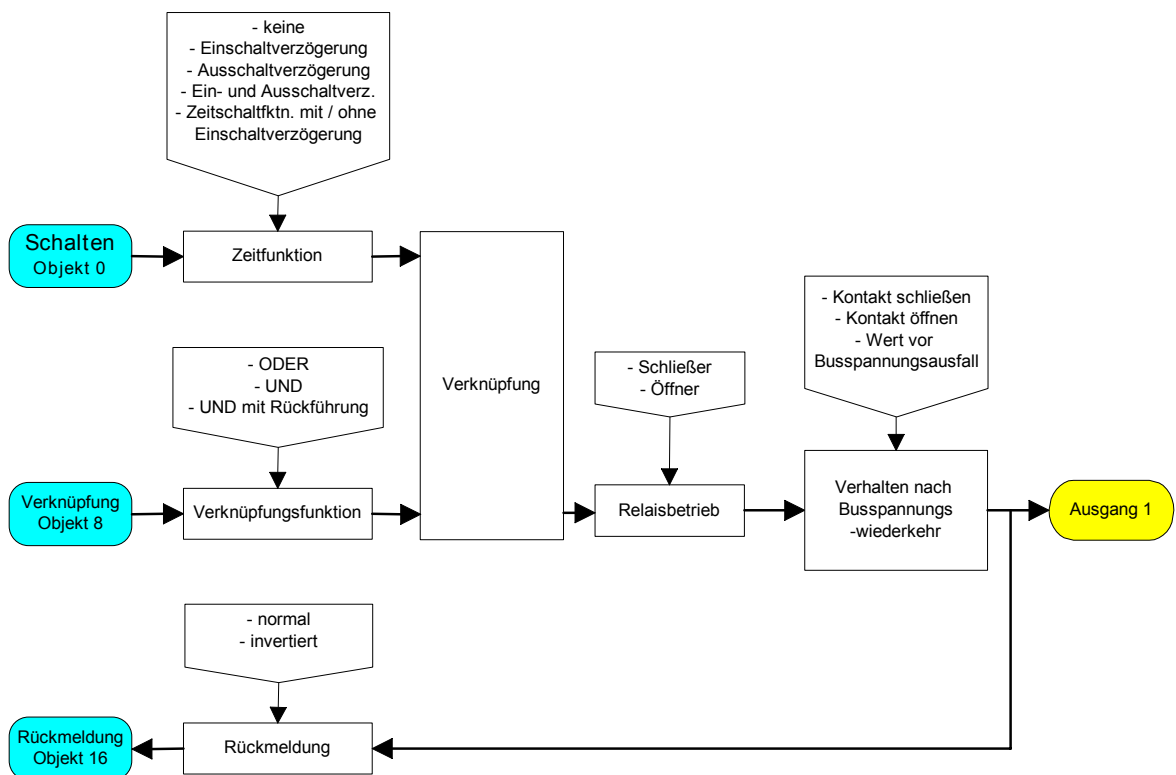 - keine
- Einschaltverzögerung
- Ausschaltverzögerung
- Ein- und Ausschaltverz.
- Zeitschaltfktn. mit / ohne
Einschaltverzögerung
Schalten
Objekt 0
Zeitfunktion
- Kontakt schließen
- Kontakt öffnen
- Wert vor
Busspannungsausfall
- ODER
- UND
- UND mit Rückführung
Verknüpfung
- Schließer
- Öffner
Verknüpfung
Objekt 8
Verknüpfungsfunktion
Relaisbetrieb
Verhalten nach
Busspannungs
-wiederkehr
Ausgang 1
- normal
- invertiert
Rückmeldung
Objekt 16
Rückmeldung